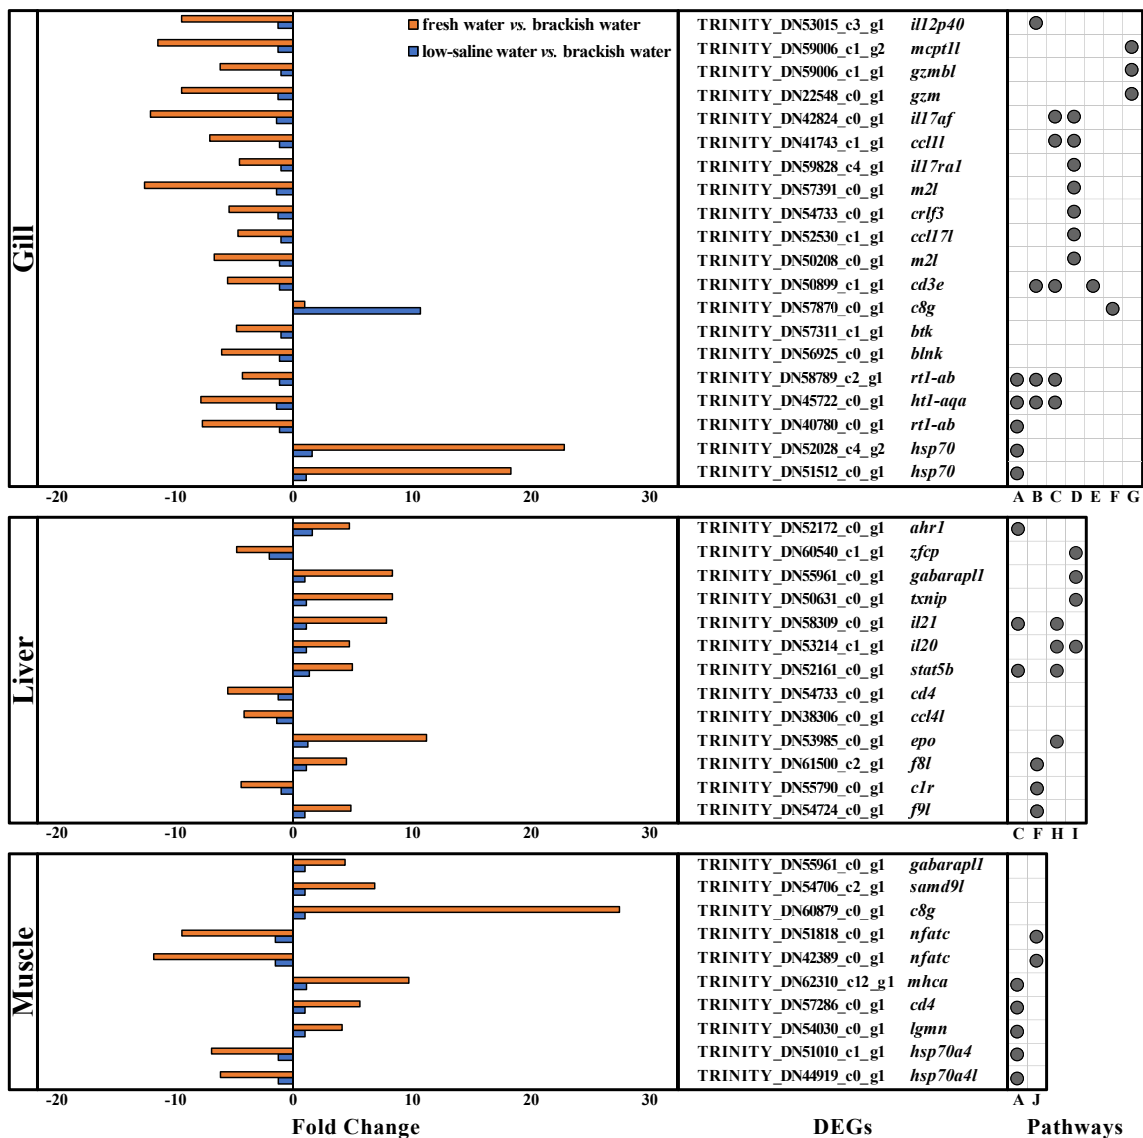 fresh water vs. brackish water
low-saline water vs. brackish water
Gill
TRINITY_DN53015_c3_g1 il12p40
TRINITY_DN59006_c1_g2 mcpt1l
TRINITY_DN59006_c1_g1 gzmbl
TRINITY_DN22548_c0_g1 gzm
TRINITY_DN42824_c0_g1 il17af
TRINITY_DN41743_c1_g1 ccl1l
TRINITY_DN59828_c4_g1 il17ra1
TRINITY_DN57391_c0_g1 m2l
TRINITY_DN54733_c0_g1 crlf3
TRINITY_DN52530_c1_g1 ccl17l
TRINITY_DN50208_c0_g1 m2l
TRINITY_DN50899_c1_g1 cd3e
TRINITY_DN57870_c0_g1 c8g
TRINITY_DN57311_c1_g1 btk
TRINITY_DN56925_c0_g1 blnk
TRINITY_DN58789_c2_g1 rt1-ab
TRINITY_DN45722_c0_g1 ht1-aqa
TRINITY_DN40780_c0_g1 rt1-ab
TRINITY_DN52028_c4_g2 hsp70
TRINITY_DN51512_c0_g1 hsp70
-20 -10 0 10 20 30
A B C D E F G
Liver
TRINITY_DN52172_c0_g1 ahr1
TRINITY_DN60540_c1_g1 zfcp
TRINITY_DN55961_c0_g1 gabarapl1
TRINITY_DN50631_c0_g1 txnip
TRINITY_DN58309_c0_g1 il21
TRINITY_DN53214_c1_g1 il20
TRINITY_DN52161_c0_g1 stat5b
TRINITY_DN54733_c0_g1 cd4
TRINITY_DN38306_c0_g1 ccl4l
TRINITY_DN53985_c0_g1 epo
TRINITY_DN61500_c2_g1 f8l
TRINITY_DN55790_c0_g1 c1r
TRINITY_DN54724_c0_g1 f9l
-20 -10 0 10 20 30
C F H I
Muscle
TRINITY_DN55961_c0_g1 gabarapl1
TRINITY_DN54706_c2_g1 samd9l
TRINITY_DN60879_c0_g1 c8g
TRINITY_DN51818_c0_g1 nfatc
TRINITY_DN42389_c0_g1 nfatc
TRINITY_DN62310_c12_g1 mhca
TRINITY_DN57286_c0_g1 cd4
TRINITY_DN54030_c0_g1 lgmn
TRINITY_DN51010_c1_g1 hsp70a4
TRINITY_DN44919_c0_g1 hsp70a4l
-20 -10 0 10 20 30
A J
Fold Change DEGs Pathways